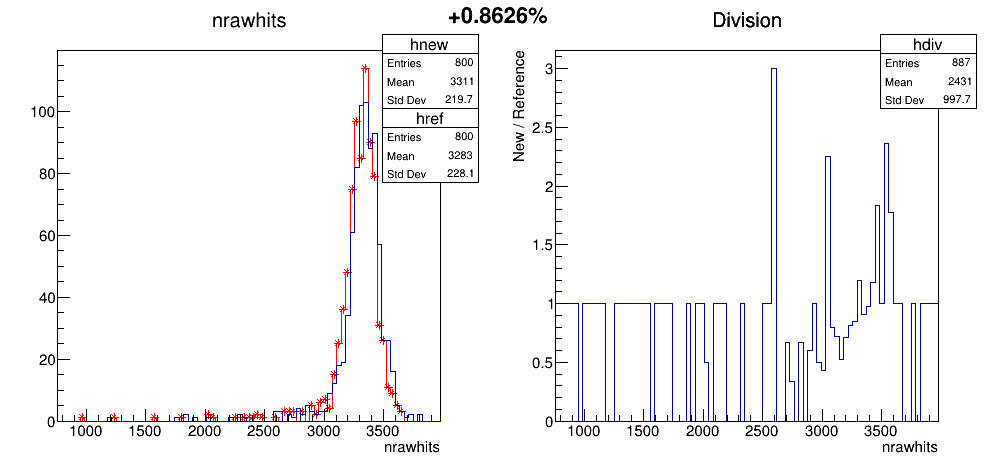 +0.8626%
nrawhits
hnew
Entries 800
Mean 3311
Std Dev 219.7
href
Entries 800
Mean 3283
Std Dev 228.1
100
80
60
40
20
0
1000 1500 2000 2500 3000 3500
nrawhits
Division
hdiv
Entries 887
Mean 2431
Std Dev 997.7
New / Reference
3
2.5
2
1.5
1
0.5
0
1000 1500 2000 2500 3000 3500
nrawhits